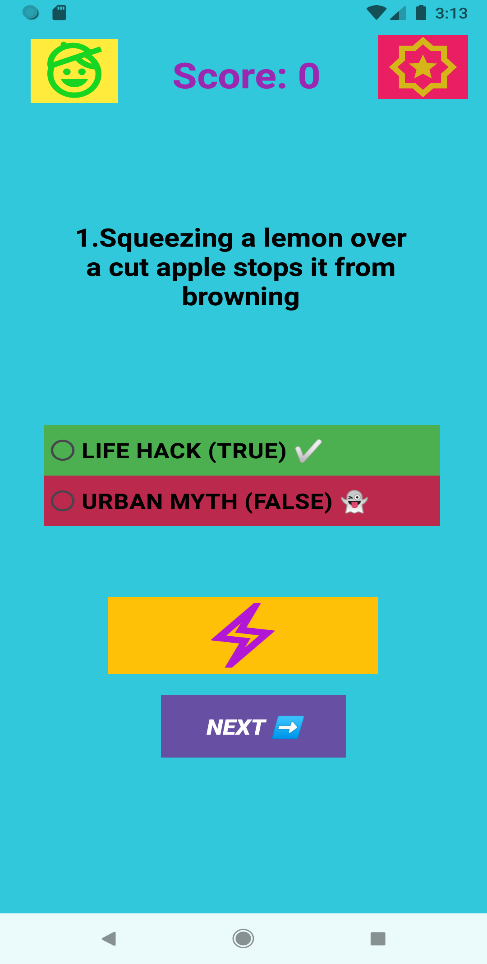 3:13
Score: 0
1.Squeezing a lemon over
a cut apple stops it from
browning
LIFE HACK (TRUE) ✔️
URBAN MYTH (FALSE) 👻
NEXT ➡️